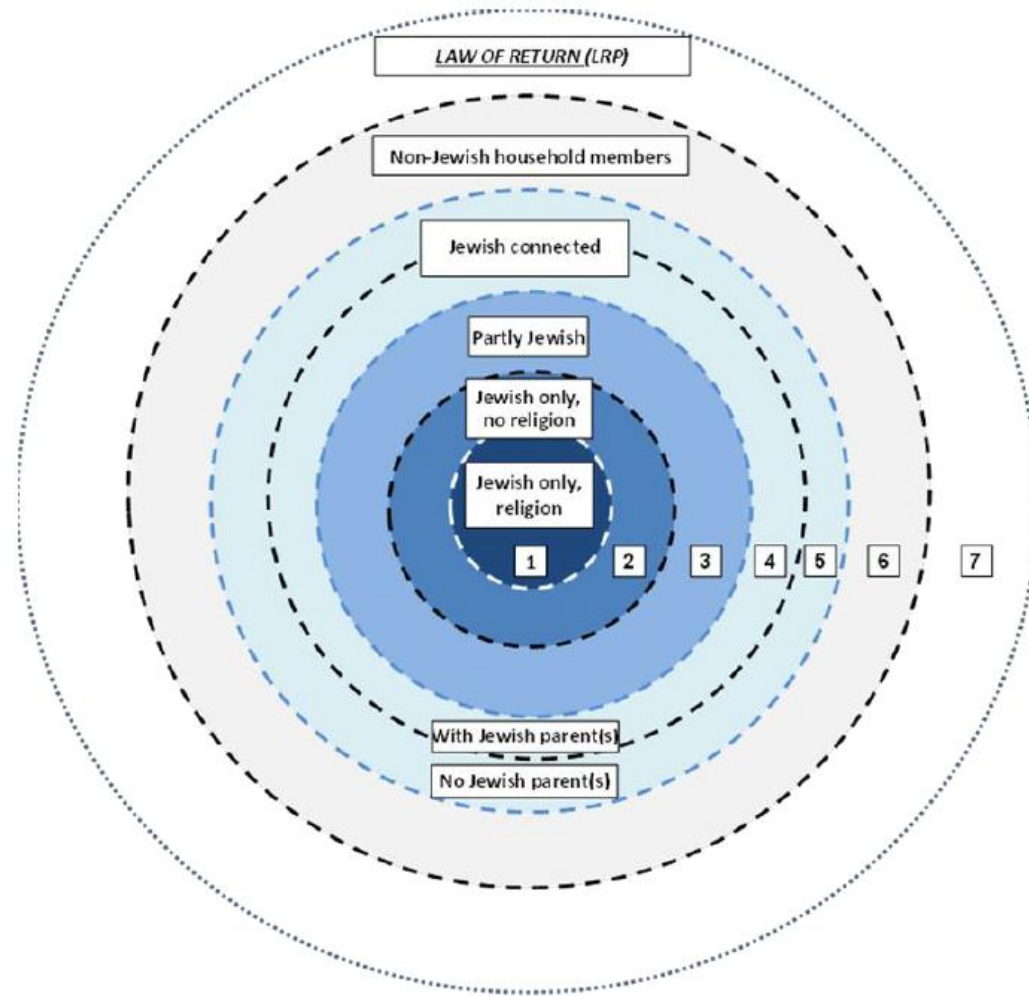 LAW OF RETURN (LRP)
Non-Jewish household members
Jewish connected
Partly Jewish
Jewish only,
no religion
Jewish only,
religion
1
2
3
4
5
6
7
With Jewish parent(s)
No Jewish parent(s)